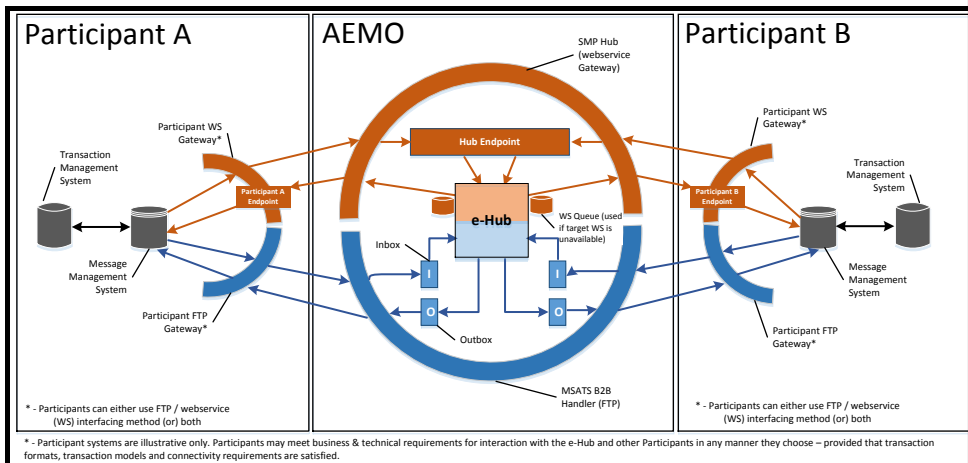 Participant A
AEMO
Participant B
SMP Hub
(webservice
Gateway)
Participant WS
Gateway*
Transaction
Management
System
Participant A
Endpoint
Message
Management
System
Participant FTP
Gateway*
Hub Endpoint
e-Hub
WS Queue (used
if target WS is
unavailable)
Inbox
I
I
O
O
Outbox
MSATS B2B
Handler (FTP)
Participant WS
Gateway*
Transaction
Management
System
Participant B
Endpoint
Message
Management
System
Participant FTP
Gateway*
* - Participants can either use FTP / webservice
(WS) interfacing method (or) both
* - Participants can either use FTP / webservice
(WS) interfacing method (or) both
* - Participant systems are illustrative only. Participants may meet business & technical requirements for interaction with the e-Hub and other Participants in any manner they choose – provided that transaction
formats, transaction models and connectivity requirements are satisfied.